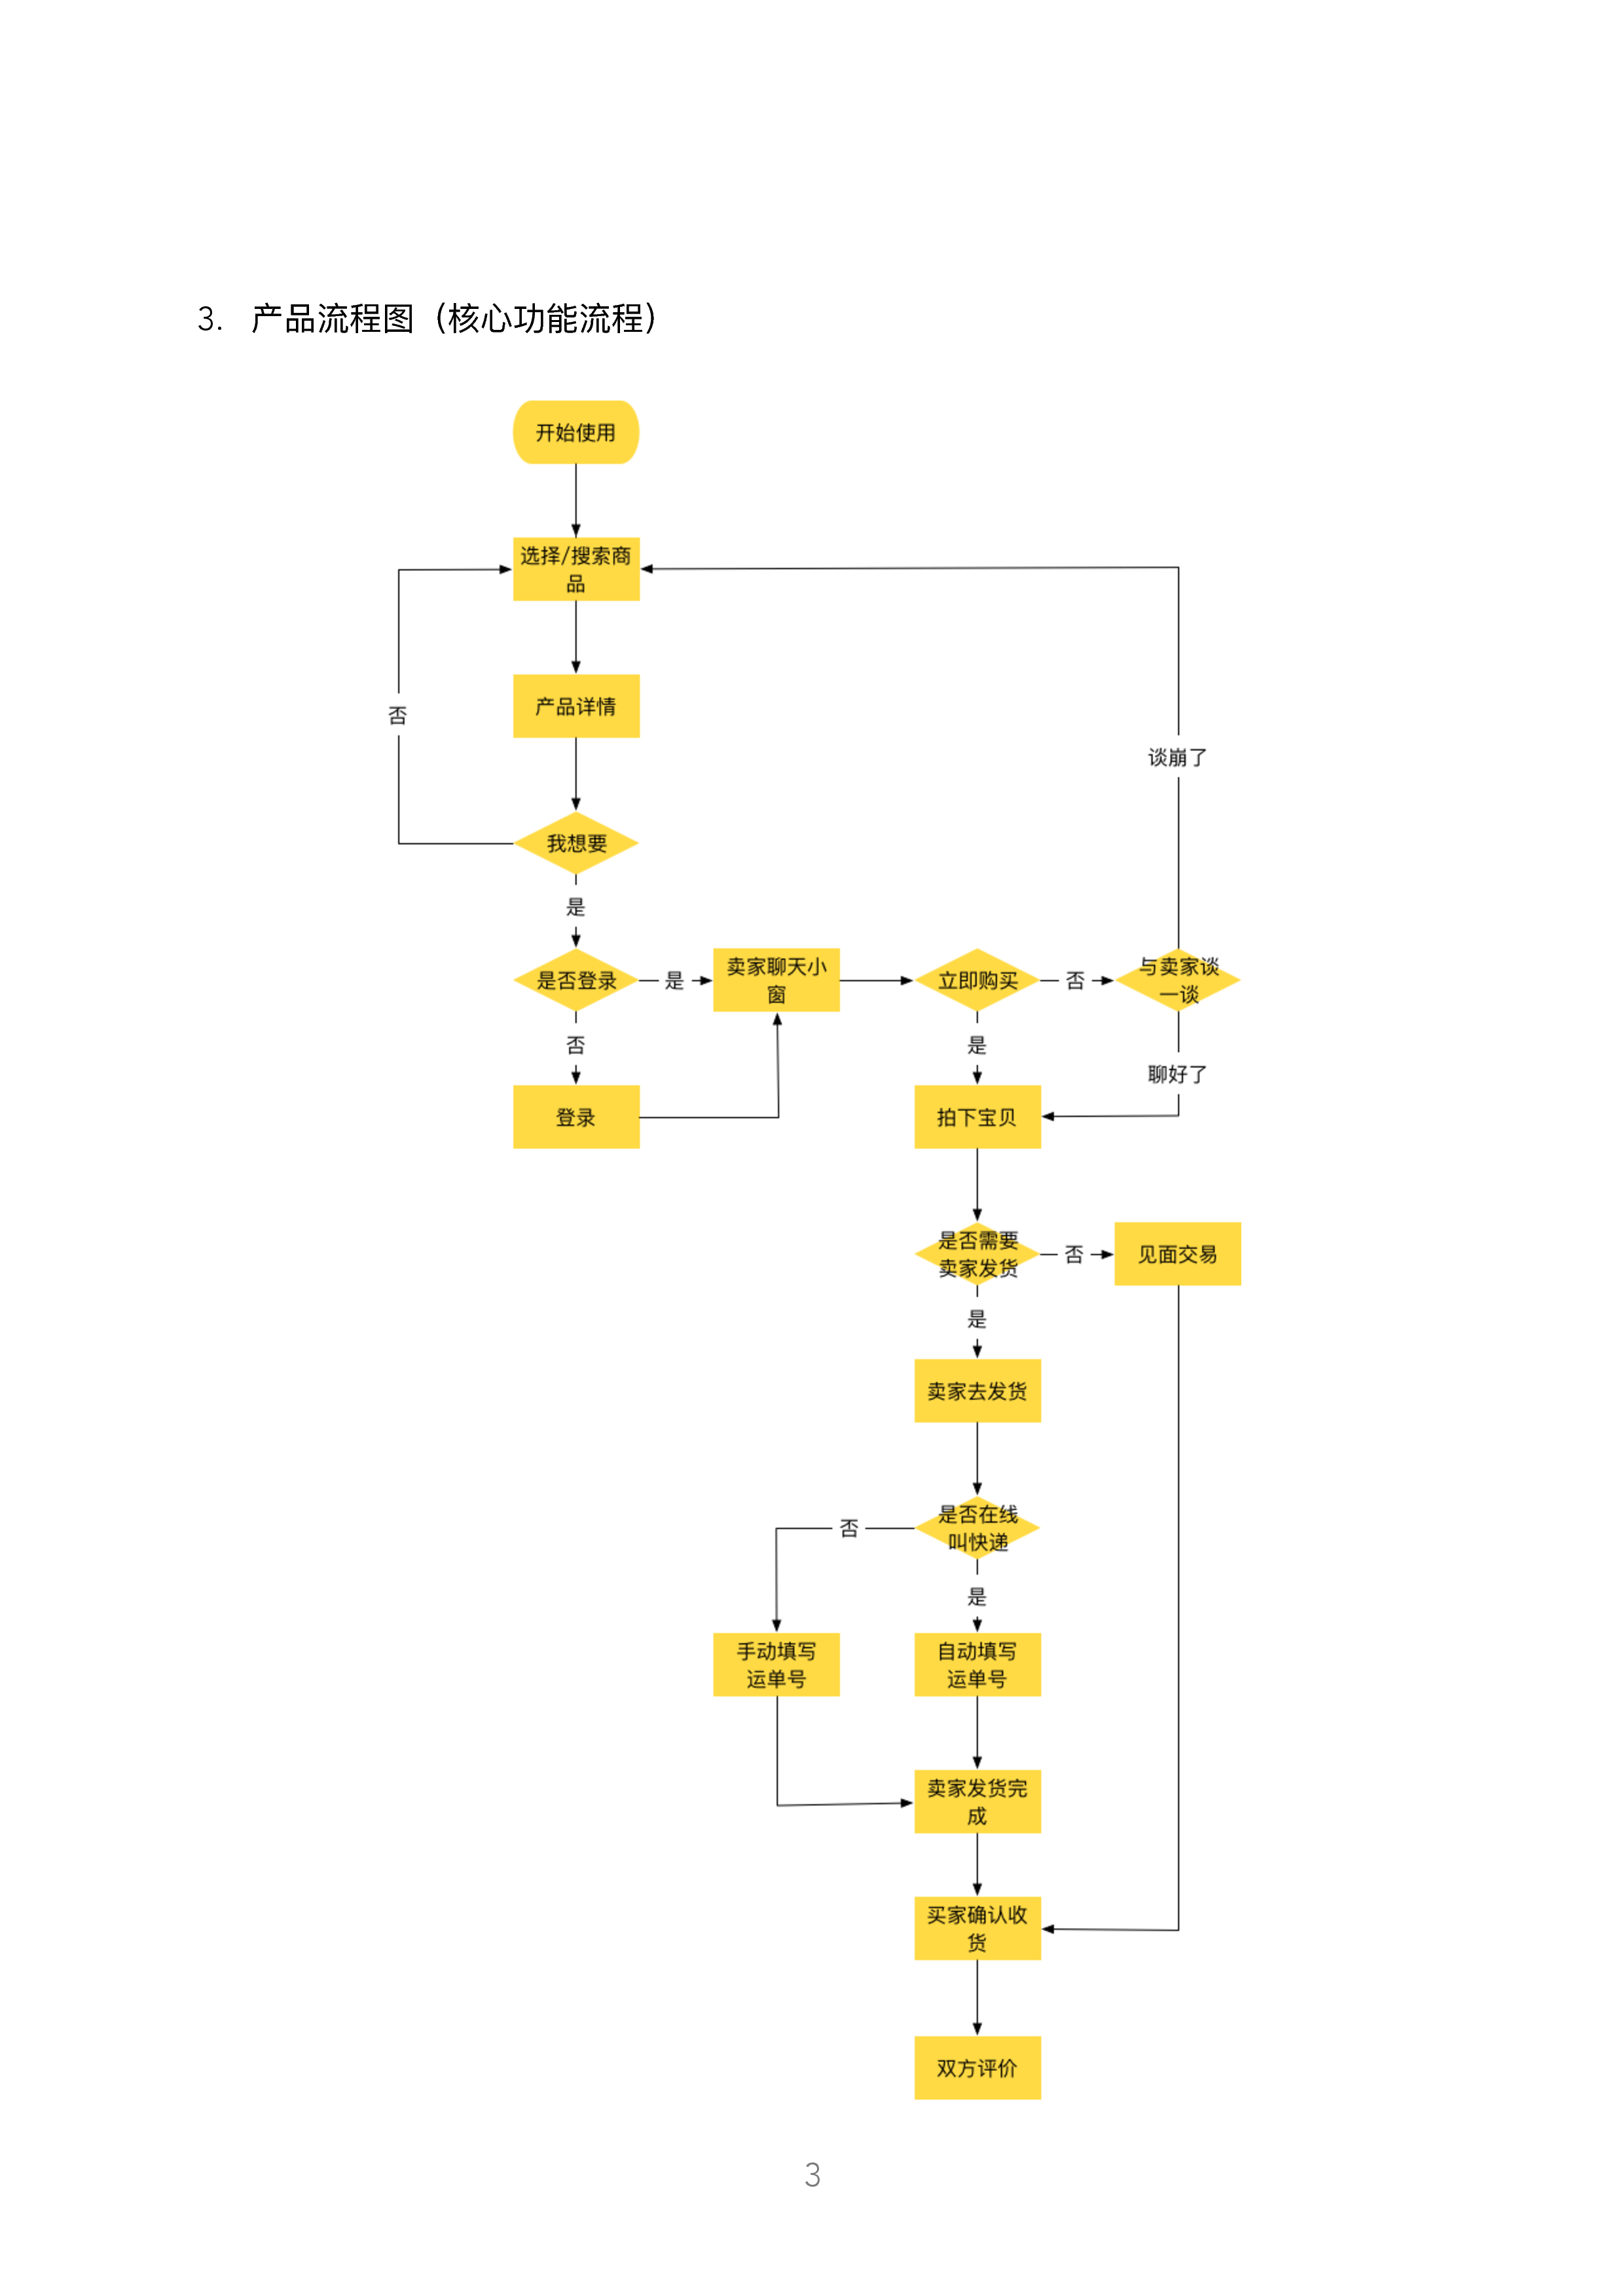 3. 产品流程图（核心功能流程）
开始使用
选择/搜索商
品
产品详情
否
谈崩了
我想要
是
是否登录
是
卖家聊天小
窗
立即购买
否
与卖家谈
一谈
否
是
聊好了
登录
拍下宝贝
是否需要
卖家发货
否
见面交易
是
卖家去发货
是否在线
叫快递
否
是
手动填写
运单号
自动填写
运单号
卖家发货完
成
买家确认收
货
双方评价
3